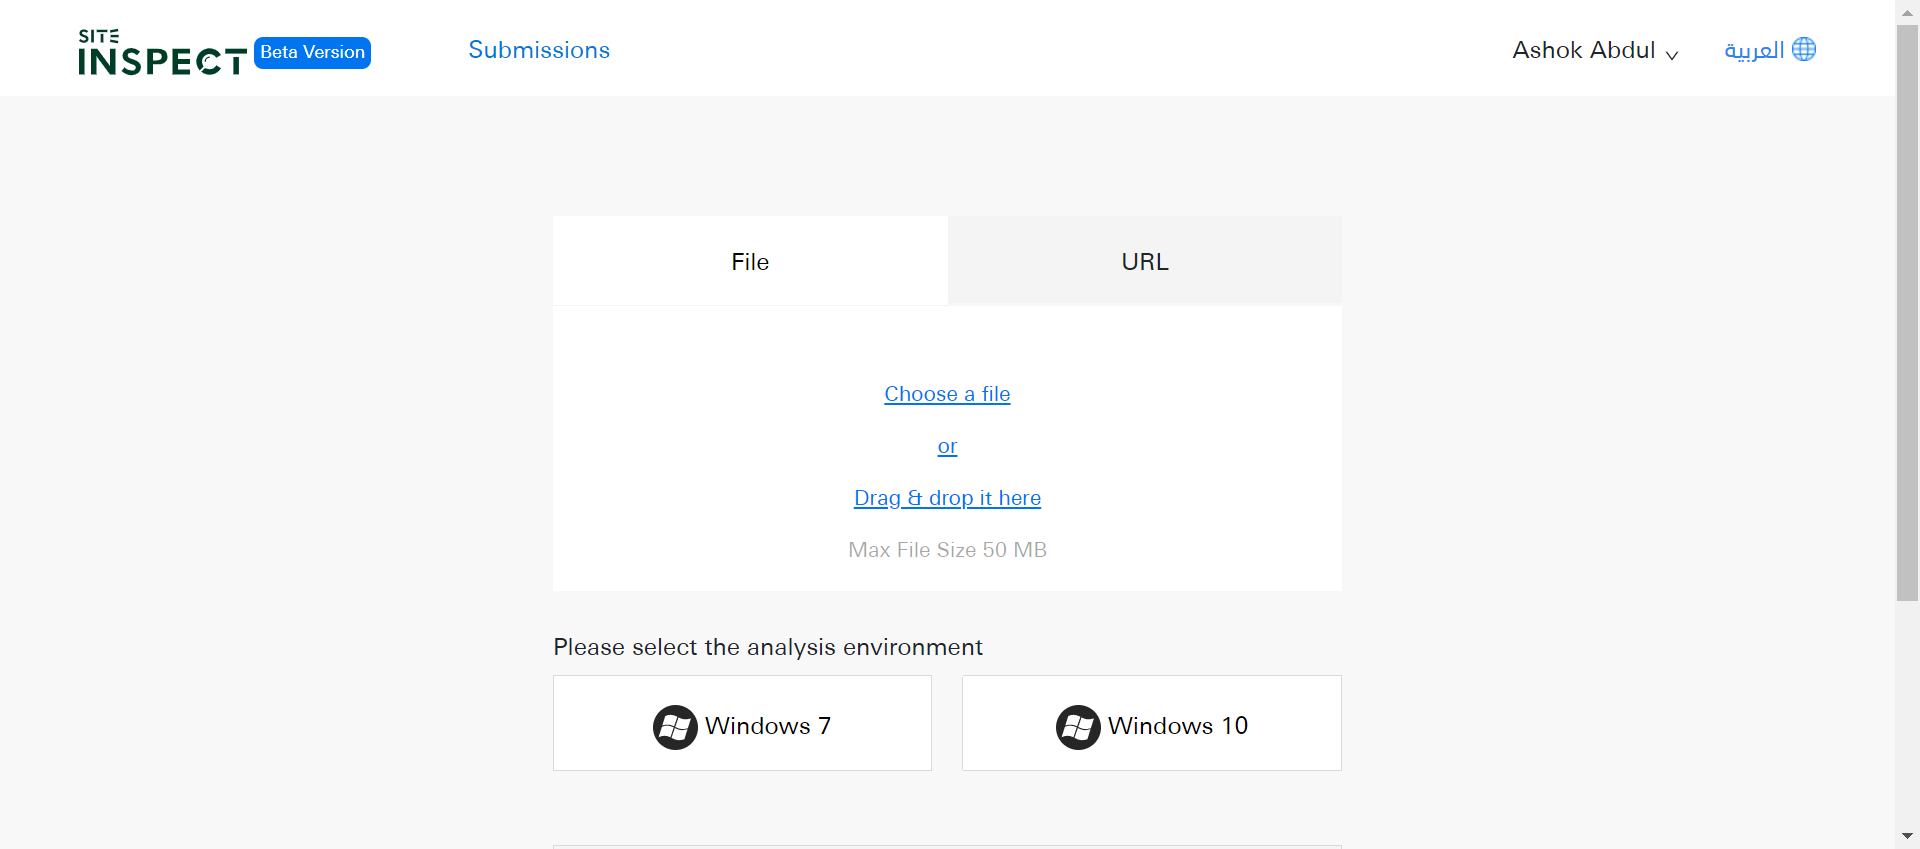 SITE
INSPECT
Beta Version
Submissions
Ashok Abdul
العربية
File
URL
Choose a file
or
Drag & drop it here
Max File Size 50 MB
Please select the analysis environment
Windows 7
Windows 10